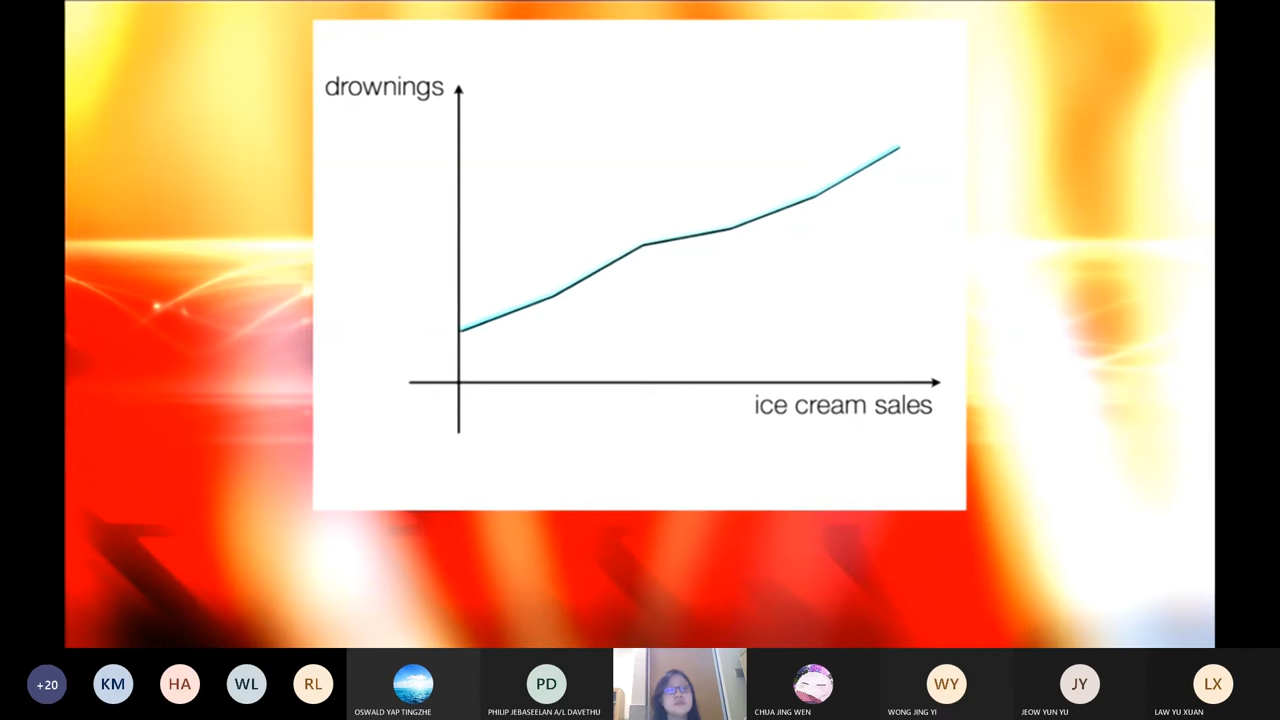 drownings
ice cream sales
+20
KM
HA
WL
RL
OSWALD YAP TINGZHE
PD
PHILIP JEBASEELAN A/L DAVETHU
CHUA JING WEN
WY
WONG JING YI
JY
JEOW YUN YU
LX
LAW YU XUAN